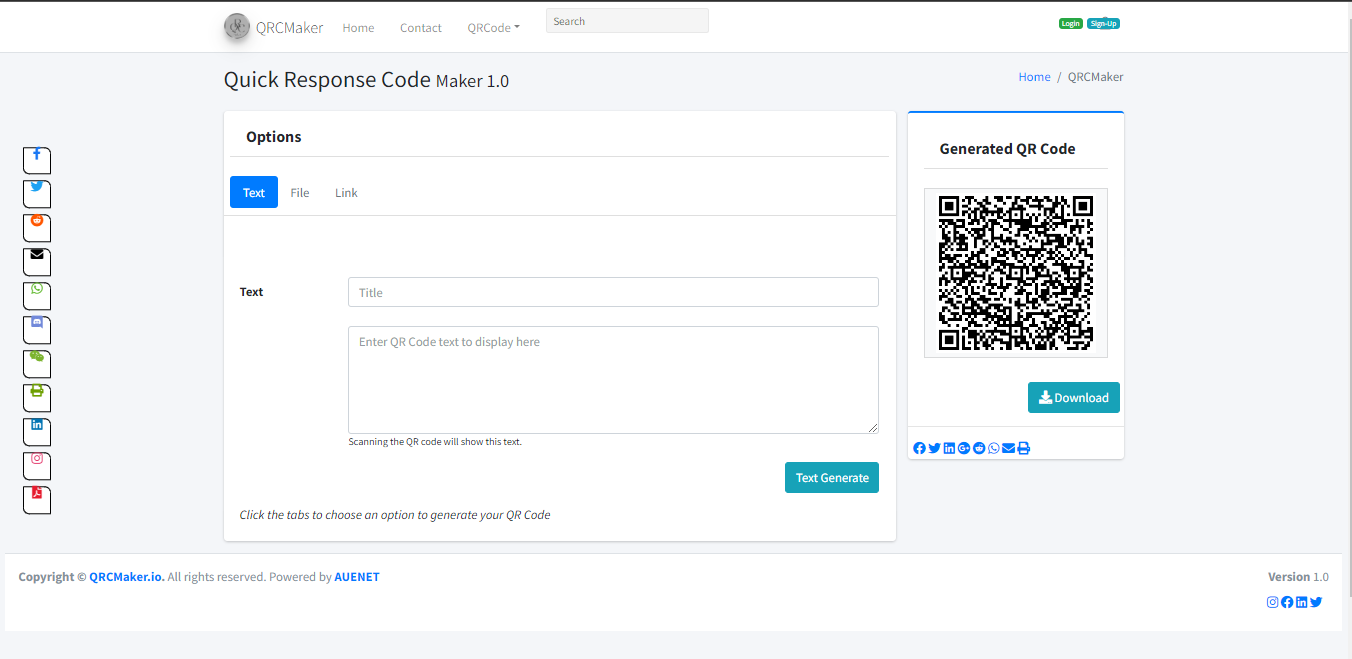 QRCMaker Home Contact QRCode Search Login Sign-Up
Quick Response Code Maker 1.0
Home / QRCMaker
Options
Text File Link
Text
Title
Enter QR Code text to display here
Scanning the QR code will show this text.
Text Generate
Click the tabs to choose an option to generate your QR Code
Generated QR Code
Download
Copyright © QRCMaker.io. All rights reserved. Powered by AUENET
Version 1.0